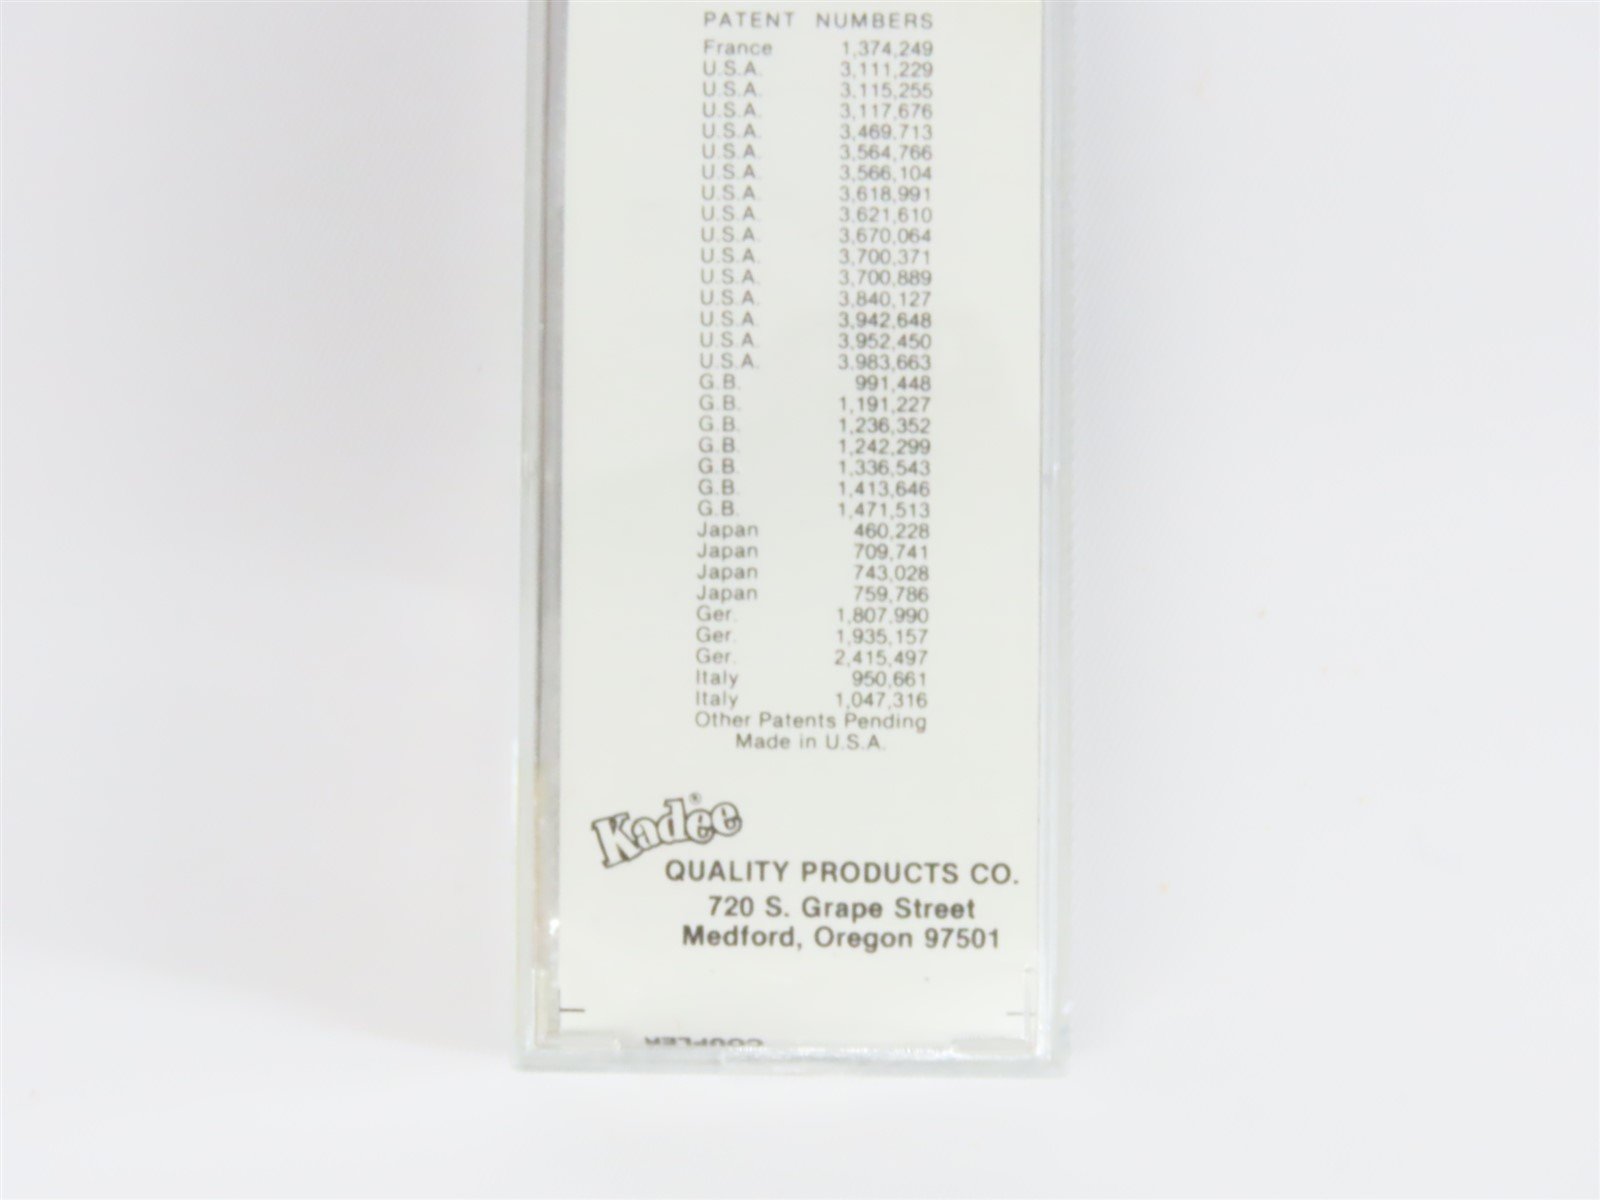 PATENT NUMBERS
France 1,374,249
U.S.A. 3,111,229
U.S.A. 3,115,255
U.S.A. 3,117,676
U.S.A. 3,469,713
U.S.A. 3,564,766
U.S.A. 3,566,104
U.S.A. 3,618,991
U.S.A. 3,621,610
U.S.A. 3,670,064
U.S.A. 3,700,371
U.S.A. 3,700,889
U.S.A. 3,840,127
U.S.A. 3,942,648
U.S.A. 3,952,450
U.S.A. 3,983,663
G.B. 991,448
G.B. 1,191,227
G.B. 1,236,352
G.B. 1,242,299
G.B. 1,336,543
G.B. 1,413,646
G.B. 1,471,513
Japan 460,228
Japan 709,741
Japan 743,028
Japan 759,786
Ger. 1,807,990
Ger. 1,935,157
Ger. 2,415,497
Italy 950,661
Italy 1,047,316
Other Patents Pending
Made in U.S.A.
Kadee®
QUALITY PRODUCTS CO.
720 S. Grape Street
Medford, Oregon 97501
COUPLER